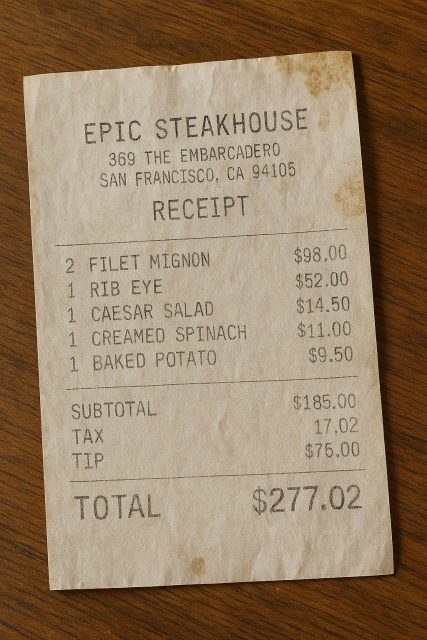 EPIC STEAKHOUSE
369 THE EMBARCADERO
SAN FRANCISCO, CA 94105
RECEIPT
2 FILET MIGNON $98.00
1 RIB EYE $52.00
1 CAESAR SALAD $14.50
1 CREAMED SPINACH $11.00
1 BAKED POTATO $9.50
SUBTOTAL $185.00
TAX 17.02
TIP $75.00
TOTAL $277.02